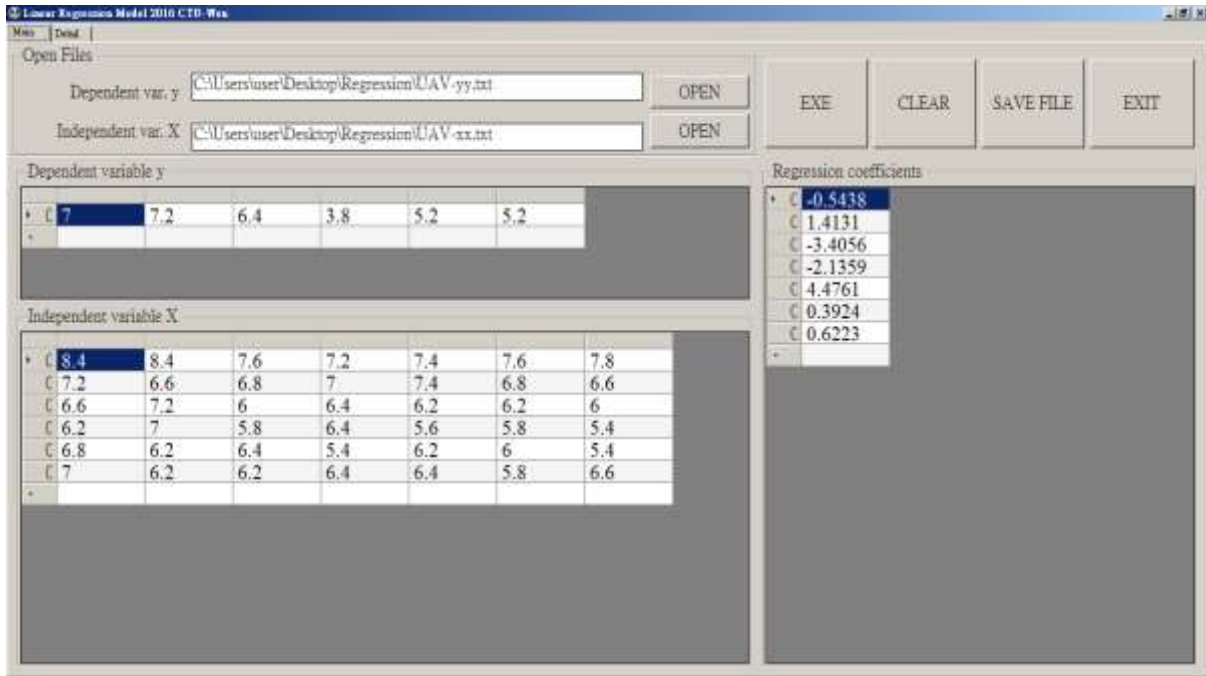 Linear Regression Model 2016 CTU-Wen
Main Detail
Open Files
Dependent var. y C:\Users\user\Desktop\Regression\UAV-yy.txt OPEN
Independent var. X C:\Users\user\Desktop\Regression\UAV-xx.txt OPEN
EXE CLEAR SAVE FILE EXIT
Dependent variable y
C 7 7.2 6.4 3.8 5.2 5.2
Independent variable X
C 8.4 8.4 7.6 7.2 7.4 7.6 7.8
C 7.2 6.6 6.8 7 7.4 6.8 6.6
C 6.6 7.2 6 6.4 6.2 6.2 6
C 6.2 7 5.8 6.4 5.6 5.8 5.4
C 6.8 6.2 6.4 5.4 6.2 6 5.4
C 7 6.2 6.2 6.4 6.4 5.8 6.6
Regression coefficients
C -0.5438
C 1.4131
C -3.4056
C -2.1359
C 4.4761
C 0.3924
C 0.6223